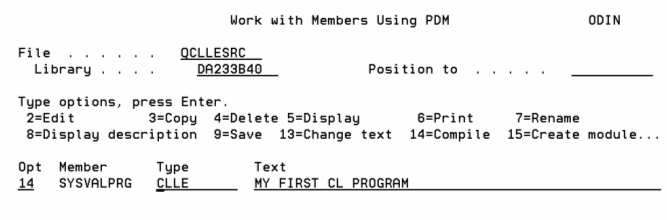 Work with Members Using PDM ODIN
File . . . . . . QCLLESRC
Library . . . . DA233B40 Position to . . . . .
Type options, press Enter.
2=Edit 3=Copy 4=Delete 5=Display 6=Print 7=Rename
8=Display description 9=Save 13=Change text 14=Compile 15=Create module...
Opt Member Type Text
14 SYSVALPRG CLLE MY FIRST CL PROGRAM